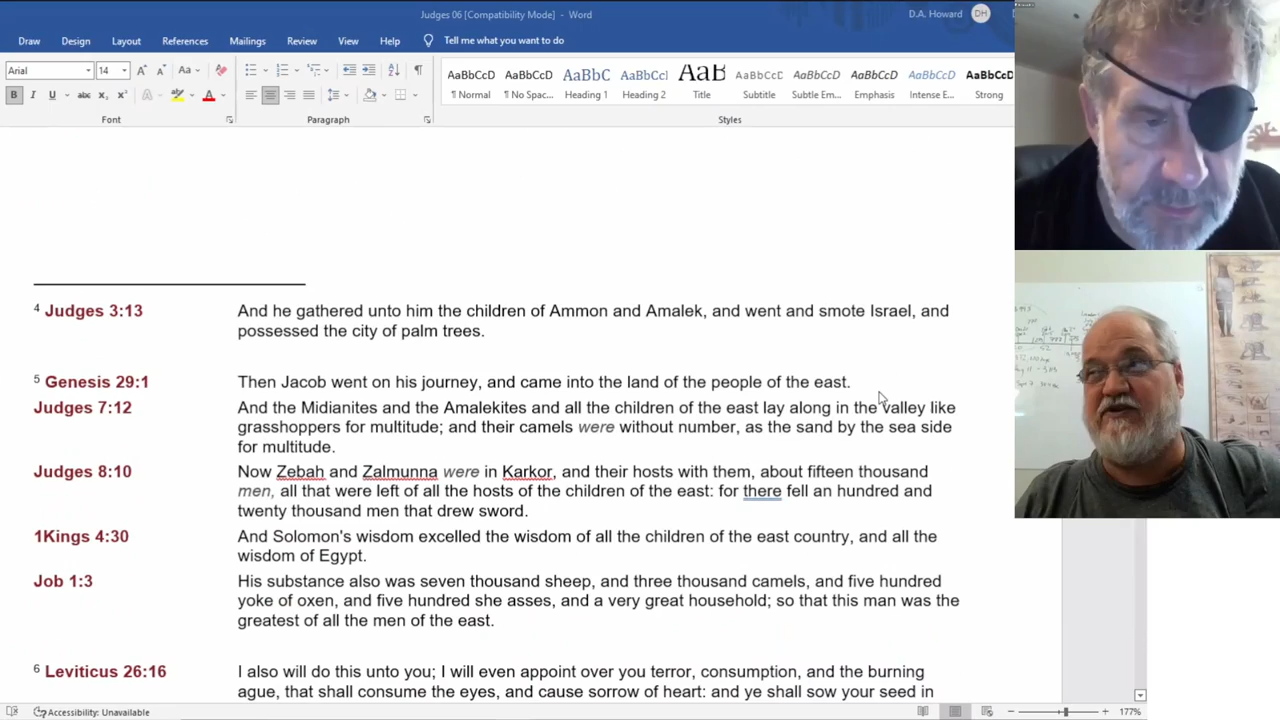 Judges 06 [Compatibility Mode] - Word
D.A. Howard DH
Draw Design Layout References Mailings Review View Help Tell me what you want to do
Arial 14 A A Aa
AaBbCcD AaBbCcD AaBbC AaBbCcI AaB AaBbCcD AaBbCcD AaBbCcD AaBbCcD AaBbCcD
B I U abc X₂ X² A A
¶ Normal ¶ No Spac... Heading 1 Heading 2 Title Subtitle Subtle Em... Emphasis Intense E... Strong
Font Paragraph Styles
4 Judges 3:13 And he gathered unto him the children of Ammon and Amalek, and went and smote Israel, and
possessed the city of palm trees.
5 Genesis 29:1 Then Jacob went on his journey, and came into the land of the people of the east.
Judges 7:12 And the Midianites and the Amalekites and all the children of the east lay along in the valley like
grasshoppers for multitude; and their camels were without number, as the sand by the sea side
for multitude.
Judges 8:10 Now Zebah and Zalmunna were in Karkor, and their hosts with them, about fifteen thousand
men, all that were left of all the hosts of the children of the east: for there fell an hundred and
twenty thousand men that drew sword.
1Kings 4:30 And Solomon's wisdom excelled the wisdom of all the children of the east country, and all the
wisdom of Egypt.
Job 1:3 His substance also was seven thousand sheep, and three thousand camels, and five hundred
yoke of oxen, and five hundred she asses, and a very great household; so that this man was the
greatest of all the men of the east.
6 Leviticus 26:16 I also will do this unto you; I will even appoint over you terror, consumption, and the burning
ague, that shall consume the eyes, and cause sorrow of heart: and ye shall sow your seed in
Accessibility: Unavailable 177%